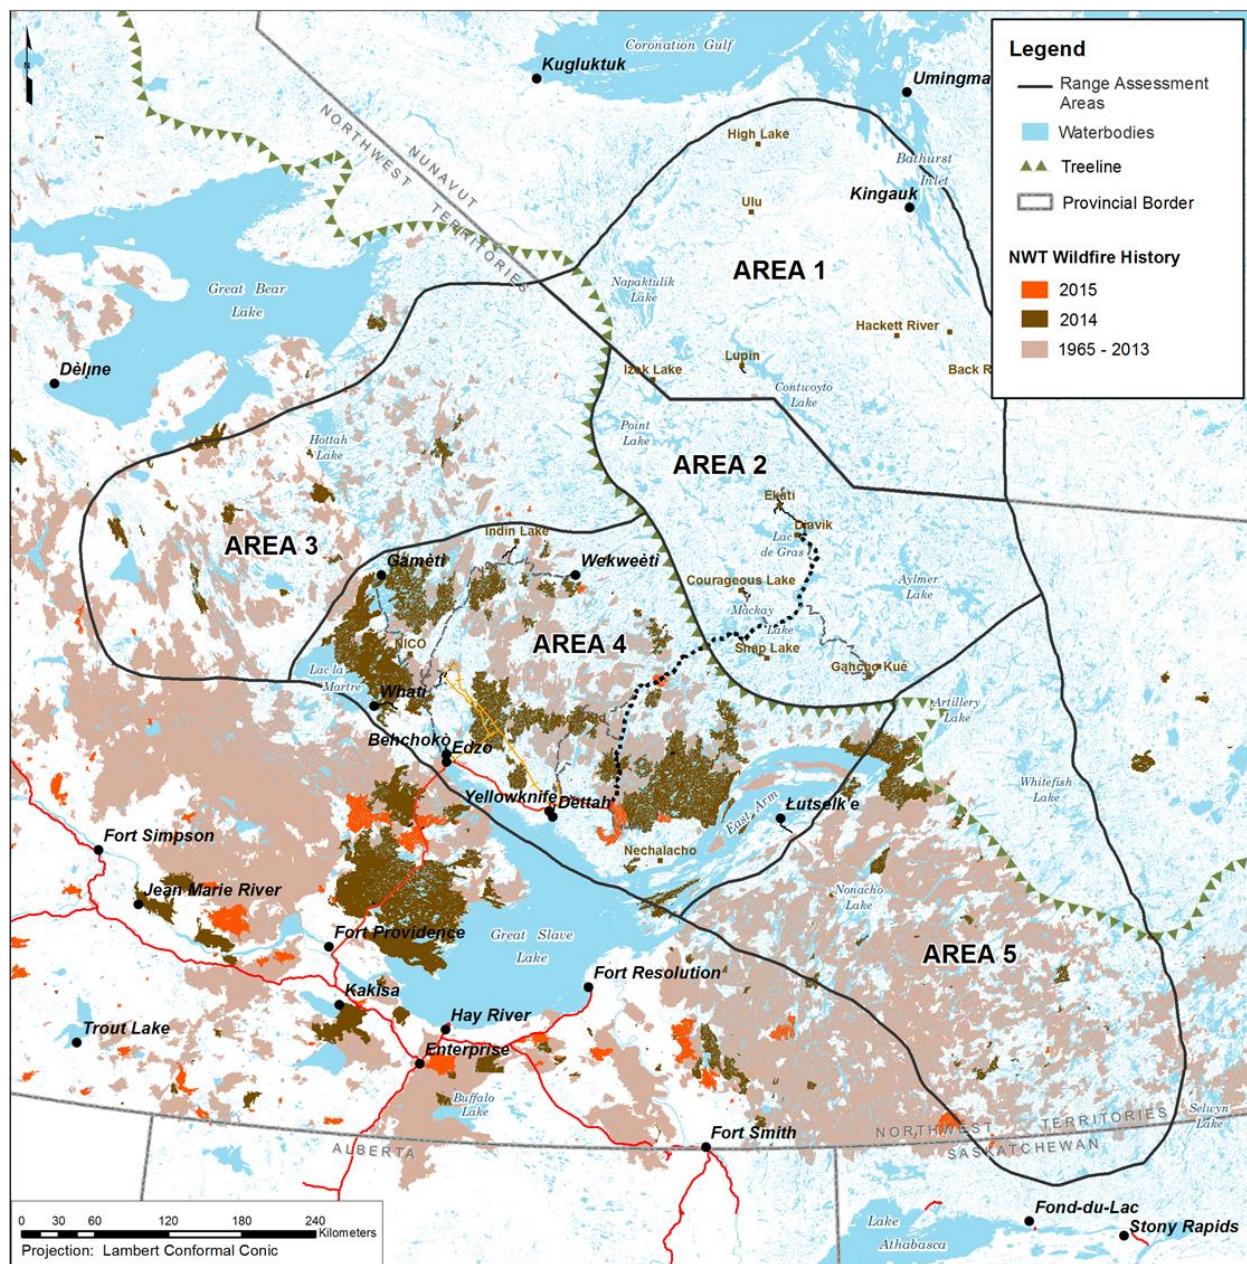 Coronation Gulf
Kugluktuk
Umingma
High Lake
Bathurst
Inlet
Ulu
Kingauk
NUNAVUT
NORTHWEST TERRITORIES
AREA 1
Napaktulik
Lake
Great Bear
Lake
Hackett River
Lupin
Izok Lake
Back R
Dèlı̨ne
Contwoyto
Lake
Point
Lake
Hottah
Lake
AREA 2
Ekati
Diavik
Lac
de Gras
Indin Lake
AREA 3
Gamètì
Wekweètì
Courageous Lake
Aylmer
Lake
Mackay
Lake
NICO
AREA 4
Snap Lake
Gahcho Kué
Lac la
Martre
Whatì
Artillery
Lake
Behchokò
Edzo
Whitefish
Lake
Yellowknife
Dettah
East Arm
Łutselk'e
Fort Simpson
Nechalacho
Jean Marie River
Nonacho
Lake
Fort Providence
Great Slave
Lake
AREA 5
Fort Resolution
Kakisa
Trout Lake
Hay River
Enterprise
Buffalo
Lake
Fort Smith
ALBERTA
NORTHWEST TERRITORIES
SASKATCHEWAN
Selwyn
Lake
Fond-du-Lac
Stony Rapids
Lake
Athabasca
Legend
Range Assessment
Areas
Waterbodies
Treeline
Provincial Border
NWT Wildfire History
2015
2014
1965 - 2013
N
0 30 60 120 180 240
Kilometers
Projection: Lambert Conformal Conic